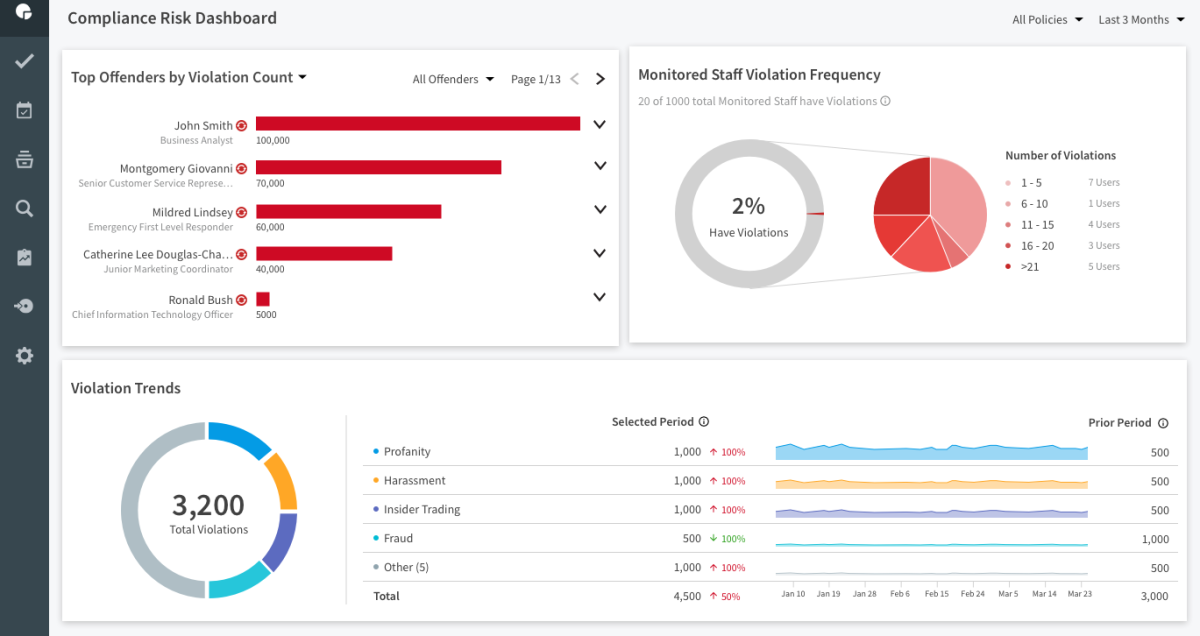 Compliance Risk Dashboard
All Policies
Last 3 Months
Top Offenders by Violation Count
All Offenders
Page 1/13
John Smith
Business Analyst
100,000
Montgomery Giovanni
Senior Customer Service Represe...
70,000
Mildred Lindsey
Emergency First Level Responder
60,000
Catherine Lee Douglas-Cha...
Junior Marketing Coordinator
40,000
Ronald Bush
Chief Information Technology Officer
5000
Monitored Staff Violation Frequency
20 of 1000 total Monitored Staff have Violations
2%
Have Violations
Number of Violations
1 - 5 7 Users
6 - 10 1 Users
11 - 15 4 Users
16 - 20 3 Users
>21 5 Users
Violation Trends
3,200
Total Violations
Selected Period
Prior Period
Profanity 1,000 100% 500
Harassment 1,000 100% 500
Insider Trading 1,000 100% 500
Fraud 500 100% 1,000
Other (5) 1,000 100% 500
Total 4,500 50% 3,000
Jan 10 Jan 19 Jan 28 Feb 6 Feb 15 Feb 24 Mar 5 Mar 14 Mar 23